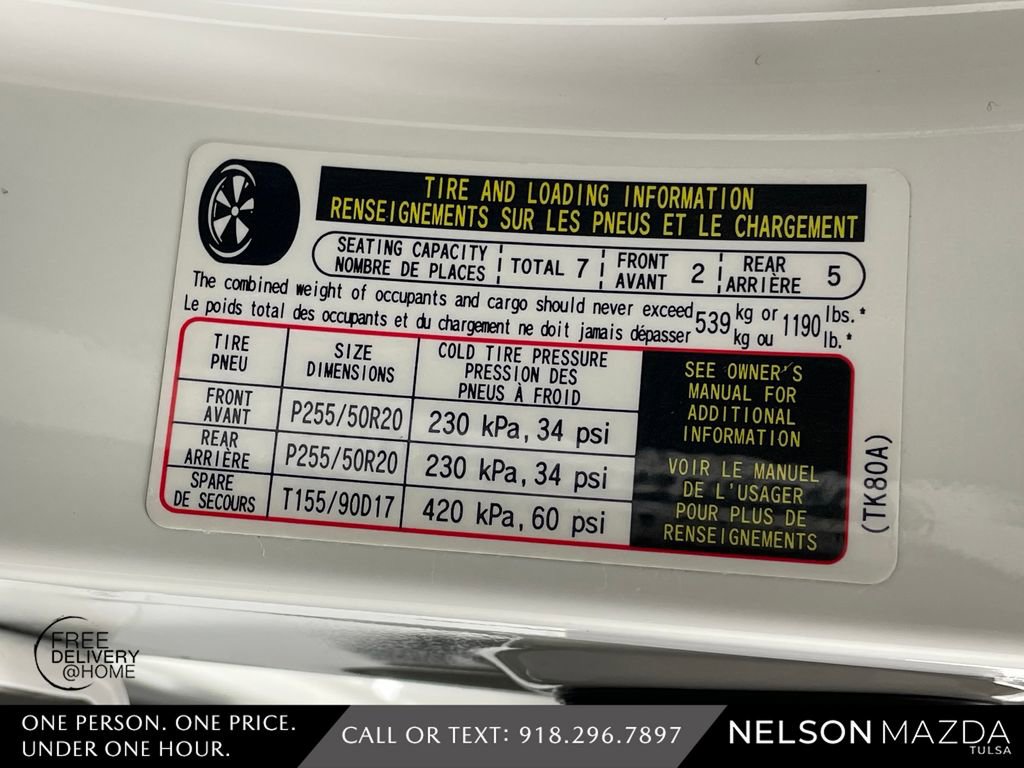 TIRE AND LOADING INFORMATION
RENSEIGNEMENTS SUR LES PNEUS ET LE CHARGEMENT
SEATING CAPACITY
NOMBRE DE PLACES
TOTAL 7
FRONT
AVANT
2
REAR
ARRIÈRE
5
The combined weight of occupants and cargo should never exceed 539 kg or 1190 lbs.*
Le poids total des occupants et du chargement ne doit jamais dépasser kg ou lb.*
TIRE
PNEU
SIZE
DIMENSIONS
COLD TIRE PRESSURE
PRESSION DES
PNEUS À FROID
FRONT
AVANT
P255/50R20
230 kPa, 34 psi
REAR
ARRIÈRE
P255/50R20
230 kPa, 34 psi
SPARE
DE SECOURS
T155/90D17
420 kPa, 60 psi
SEE OWNER'S
MANUAL FOR
ADDITIONAL
INFORMATION
VOIR LE MANUEL
DE L'USAGER
POUR PLUS DE
RENSEIGNEMENTS
(TK80A)
FREE
DELIVERY
@HOME
ONE PERSON. ONE PRICE.
UNDER ONE HOUR.
CALL OR TEXT: 918.296.7897
NELSON MAZDA
TULSA